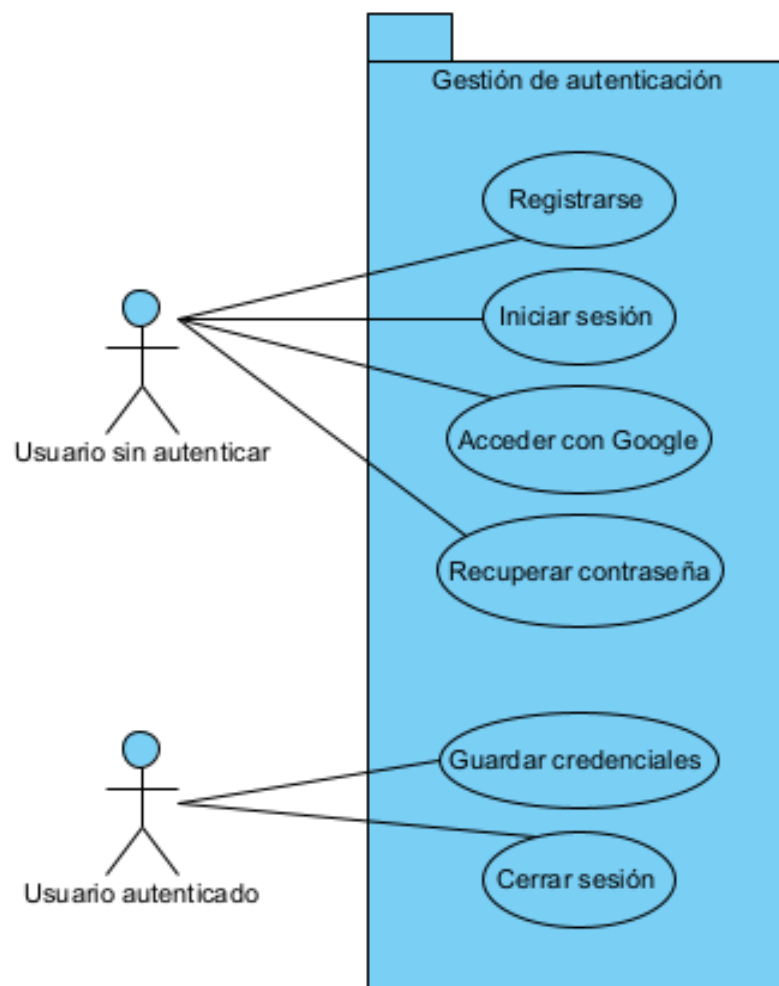 Gestión de autenticación
Registrarse
Iniciar sesión
Acceder con Google
Usuario sin autenticar
Recuperar contraseña
Guardar credenciales
Cerrar sesión
Usuario autenticado